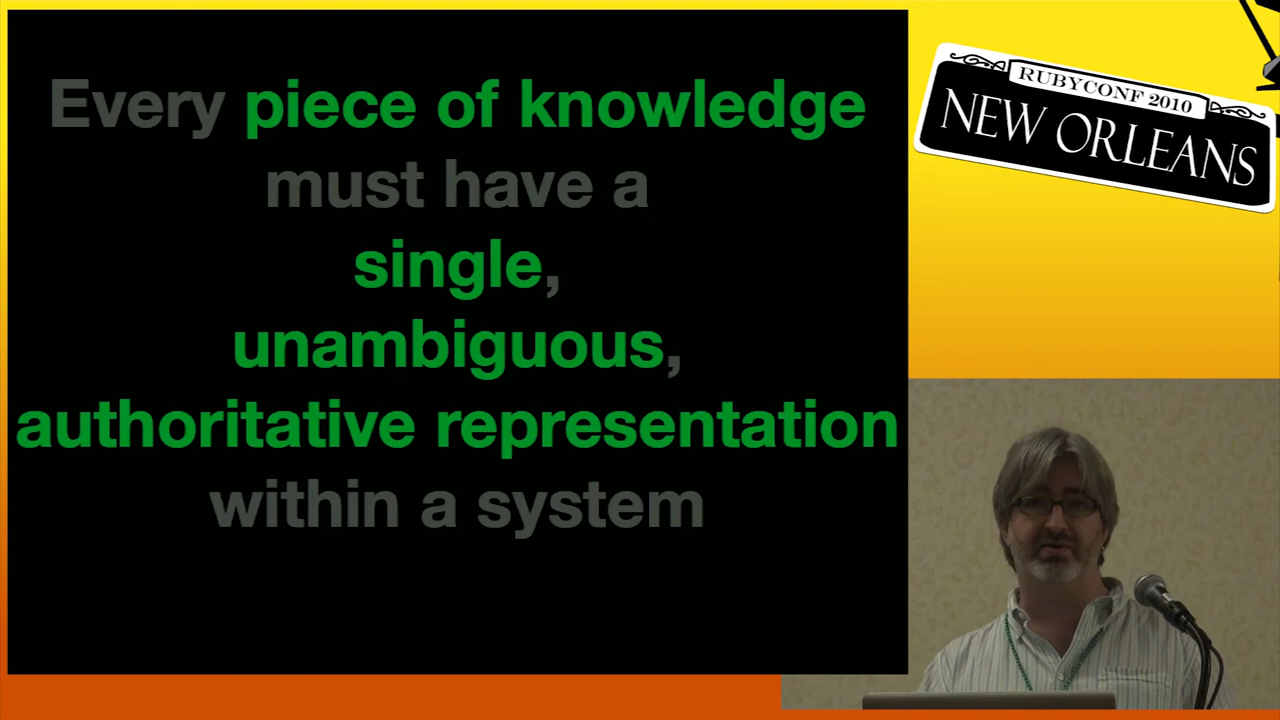 Every piece of knowledge
must have a
single,
unambiguous,
authoritative representation
within a system
RUBYCONF 2010
NEW ORLEANS